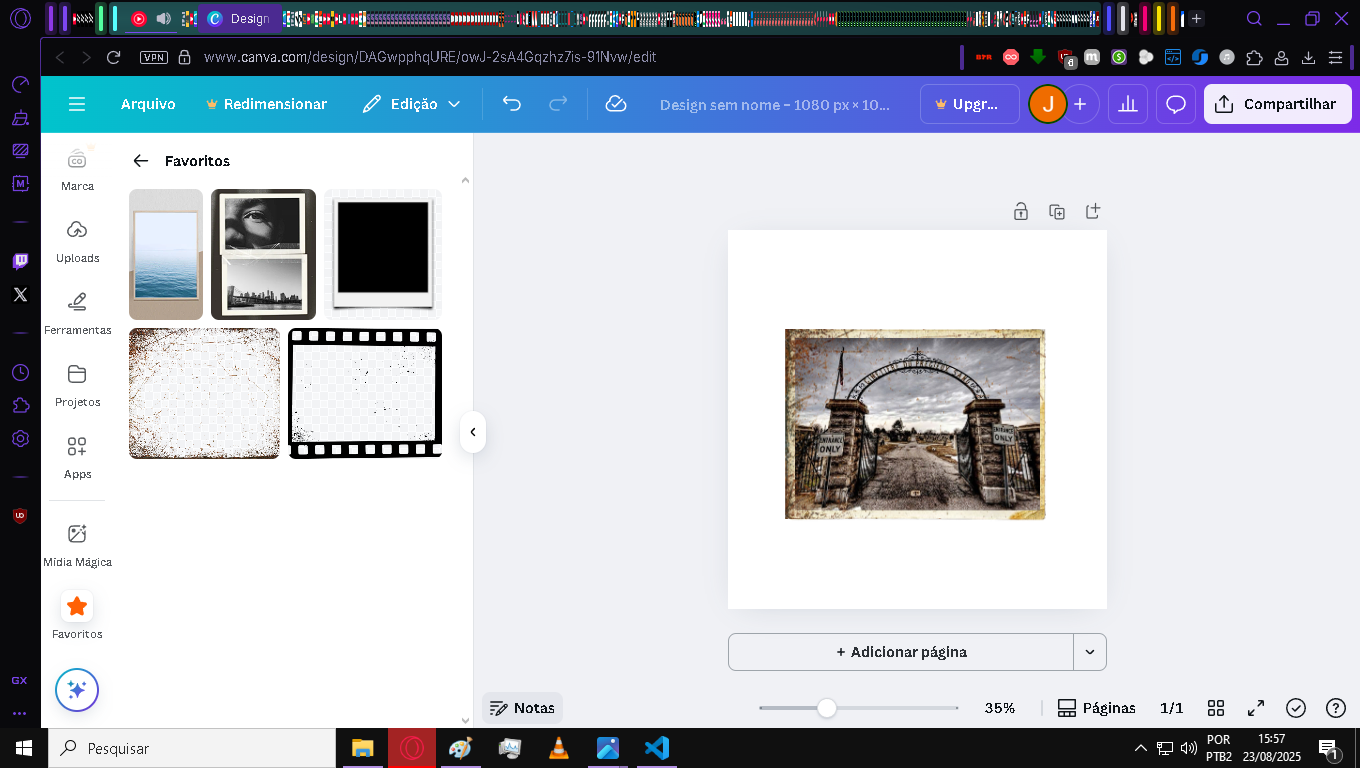 Design
VPN
www.canva.com/design/DAGwpphqURE/owJ-2sA4Gqzhz7is-91Nvw/edit
Arquivo
Redimensionar
Edição
Design sem nome - 1080 px × 10...
Upgr...
J
Compartilhar
Marca
Uploads
Ferramentas
Projetos
Apps
Mídia Mágica
Favoritos
Favoritos
ENTRANCE
ONLY
ENTRANCE
ONLY
+ Adicionar página
Notas
35%
Páginas
1/1
GX
Pesquisar
POR
PTB2
15:57
23/08/2025
1